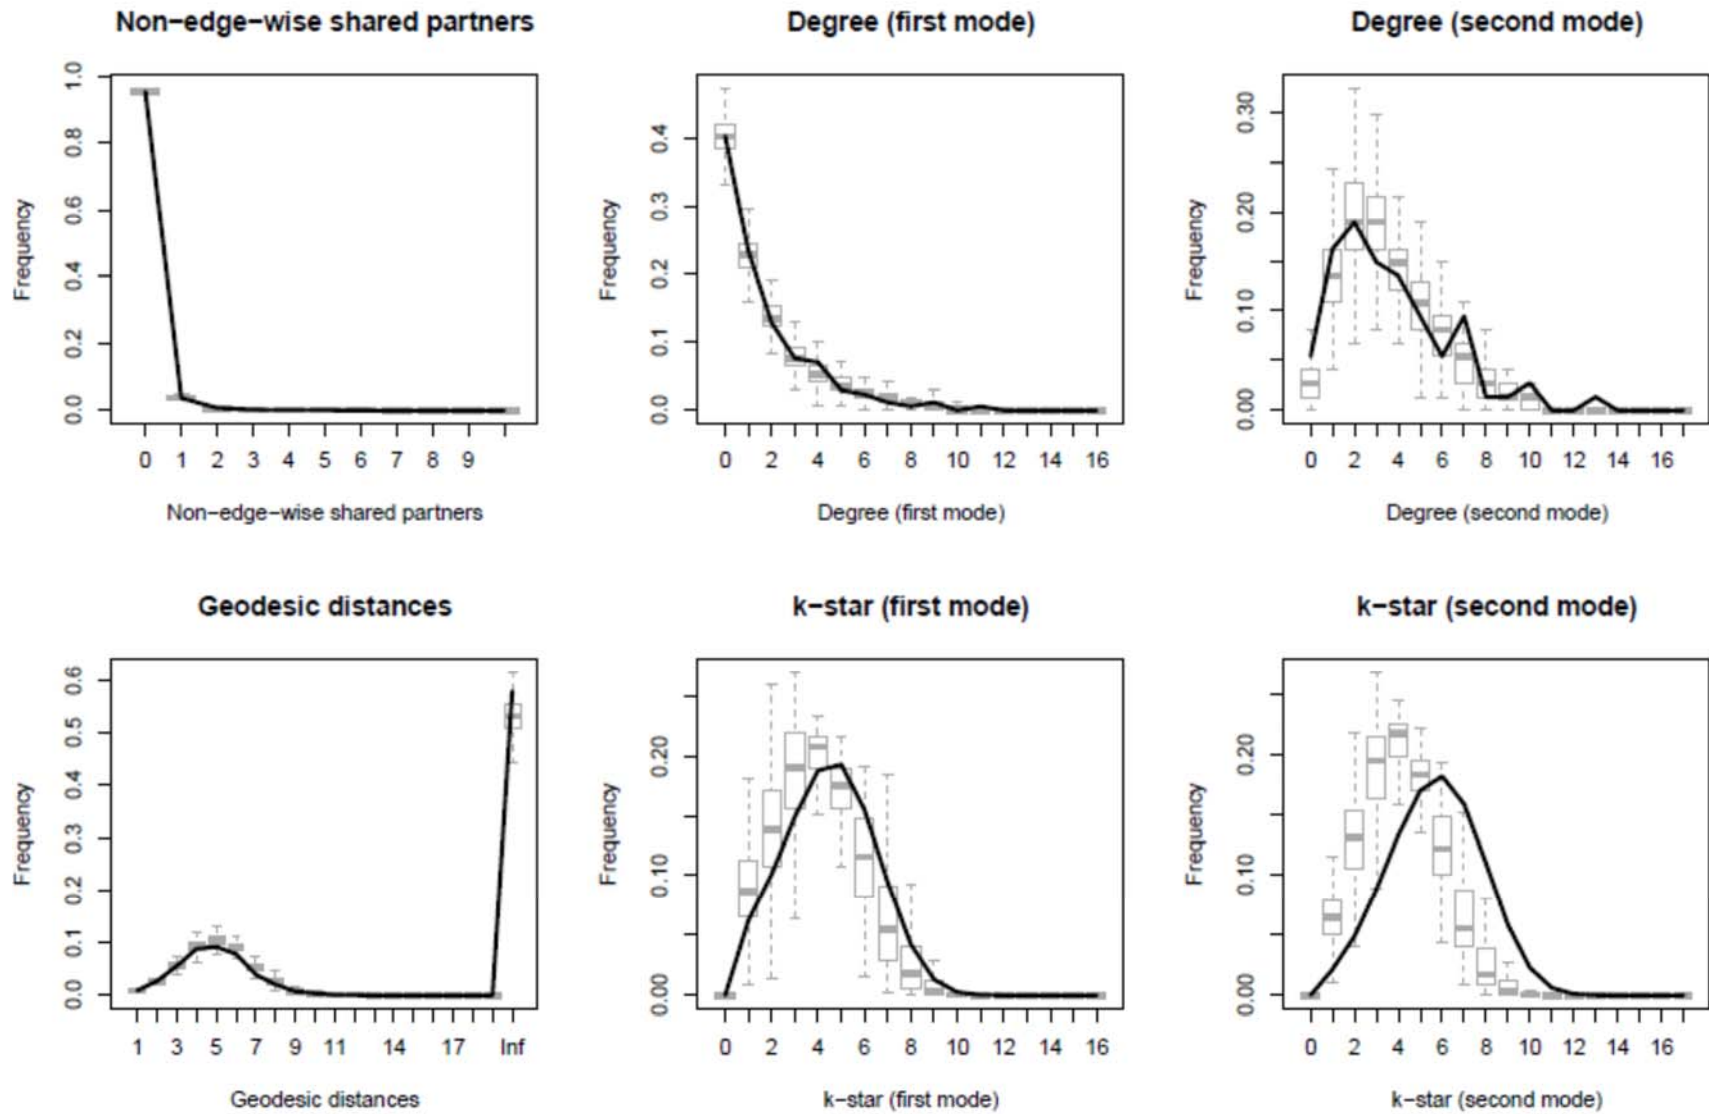 Non-edge-wise shared partners
Frequency
0.0 0.2 0.4 0.6 0.8 1.0
0 1 2 3 4 5 6 7 8 9
Non-edge-wise shared partners
Degree (first mode)
Frequency
0.0 0.1 0.2 0.3 0.4
0 2 4 6 8 10 14 16
Degree (first mode)
Degree (second mode)
Frequency
0.00 0.10 0.20 0.30
0 2 4 6 8 10 14 16
Degree (second mode)
Geodesic distances
Frequency
0.0 0.1 0.2 0.3 0.4 0.5 0.6
1 3 5 7 9 11 14 17 Inf
Geodesic distances
k-star (first mode)
Frequency
0.00 0.10 0.20
0 2 4 6 8 10 14 16
k-star (first mode)
k-star (second mode)
Frequency
0.00 0.10 0.20
0 2 4 6 8 10 14 16
k-star (second mode)